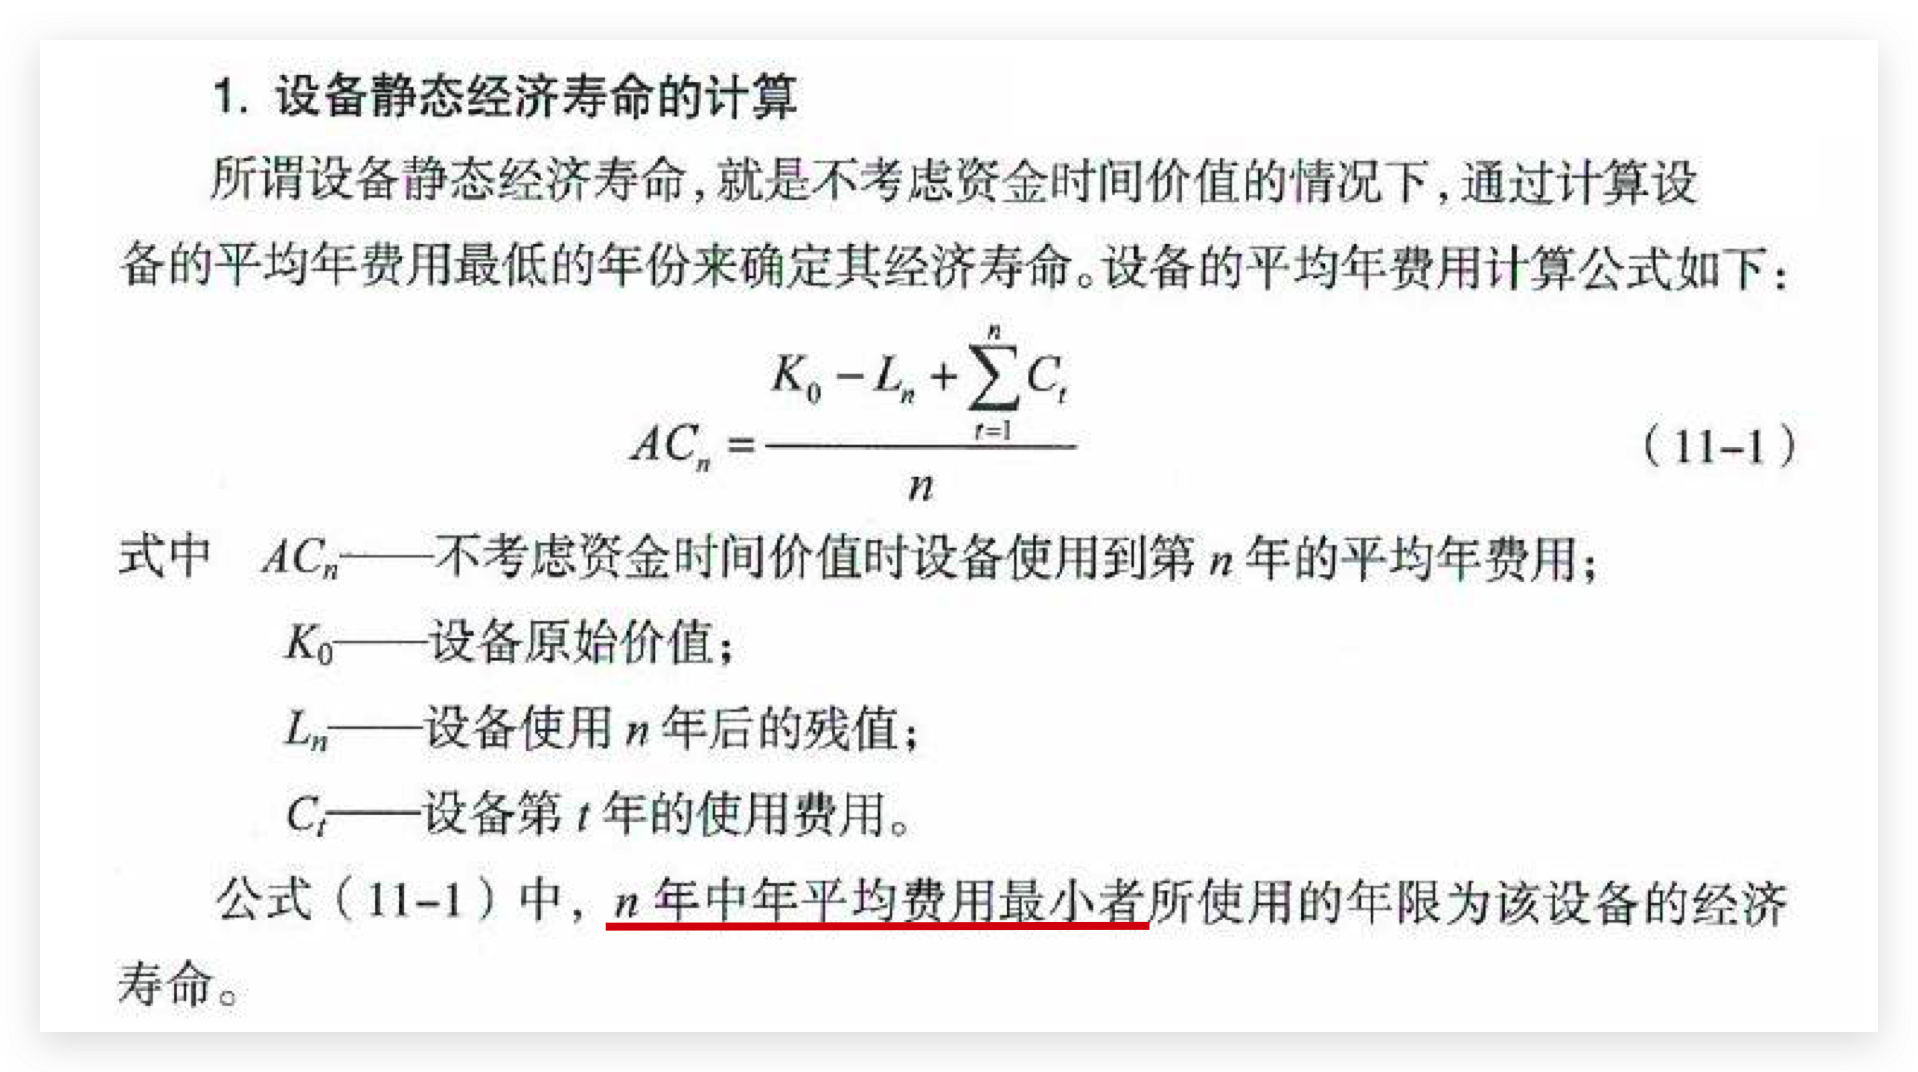 1. 设备静态经济寿命的计算
所谓设备静态经济寿命,就是不考虑资金时间价值的情况下,通过计算设
备的平均年费用最低的年份来确定其经济寿命。设备的平均年费用计算公式如下:
$$AC_n = \frac{K_0 - L_n + \sum_{t=1}^{n} C_t}{n}$$ (11-1)
式中 ACn——不考虑资金时间价值时设备使用到第 n 年的平均年费用;
K0——设备原始价值;
Ln——设备使用 n 年后的残值;
Ct——设备第 t 年的使用费用。
公式(11-1)中, n 年中年平均费用最小者所使用的年限为该设备的经济
寿命。